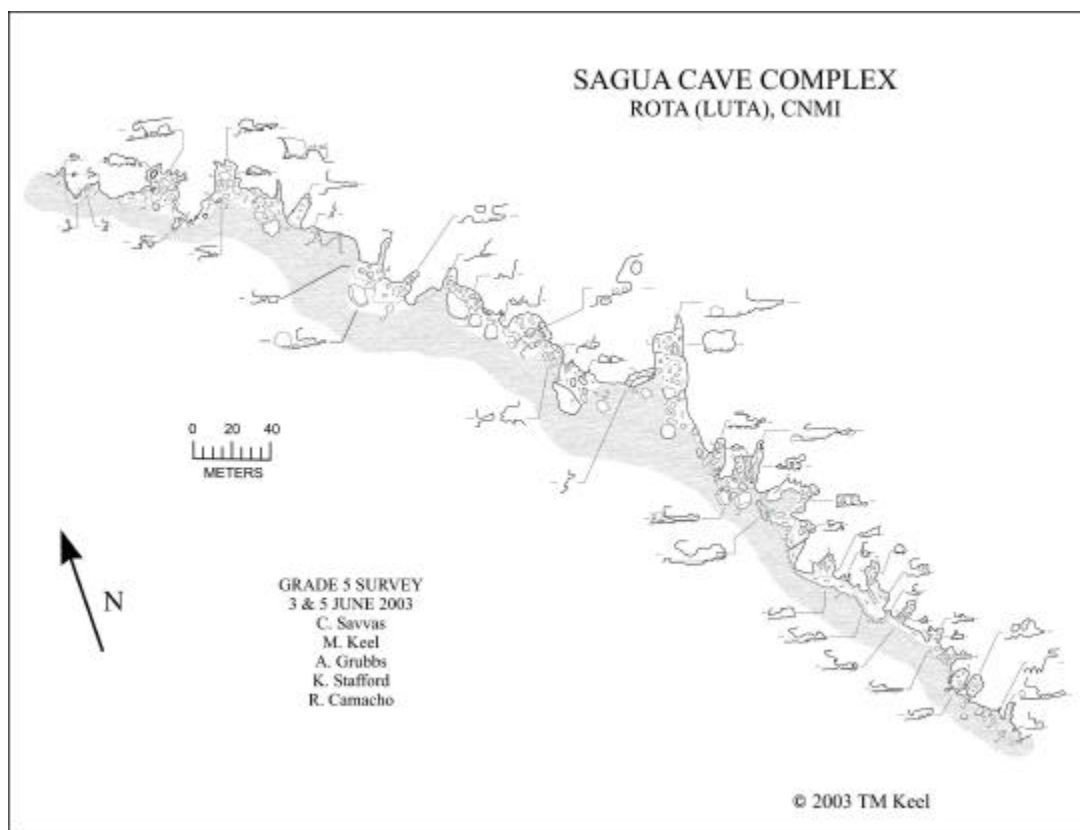 SAGUA CAVE COMPLEX
ROTA (LUTA), CNMI
0 20 40
METERS
N
GRADE 5 SURVEY
3 & 5 JUNE 2003
C. Savvas
M. Keel
A. Grubbs
K. Stafford
R. Camacho
© 2003 TM Keel